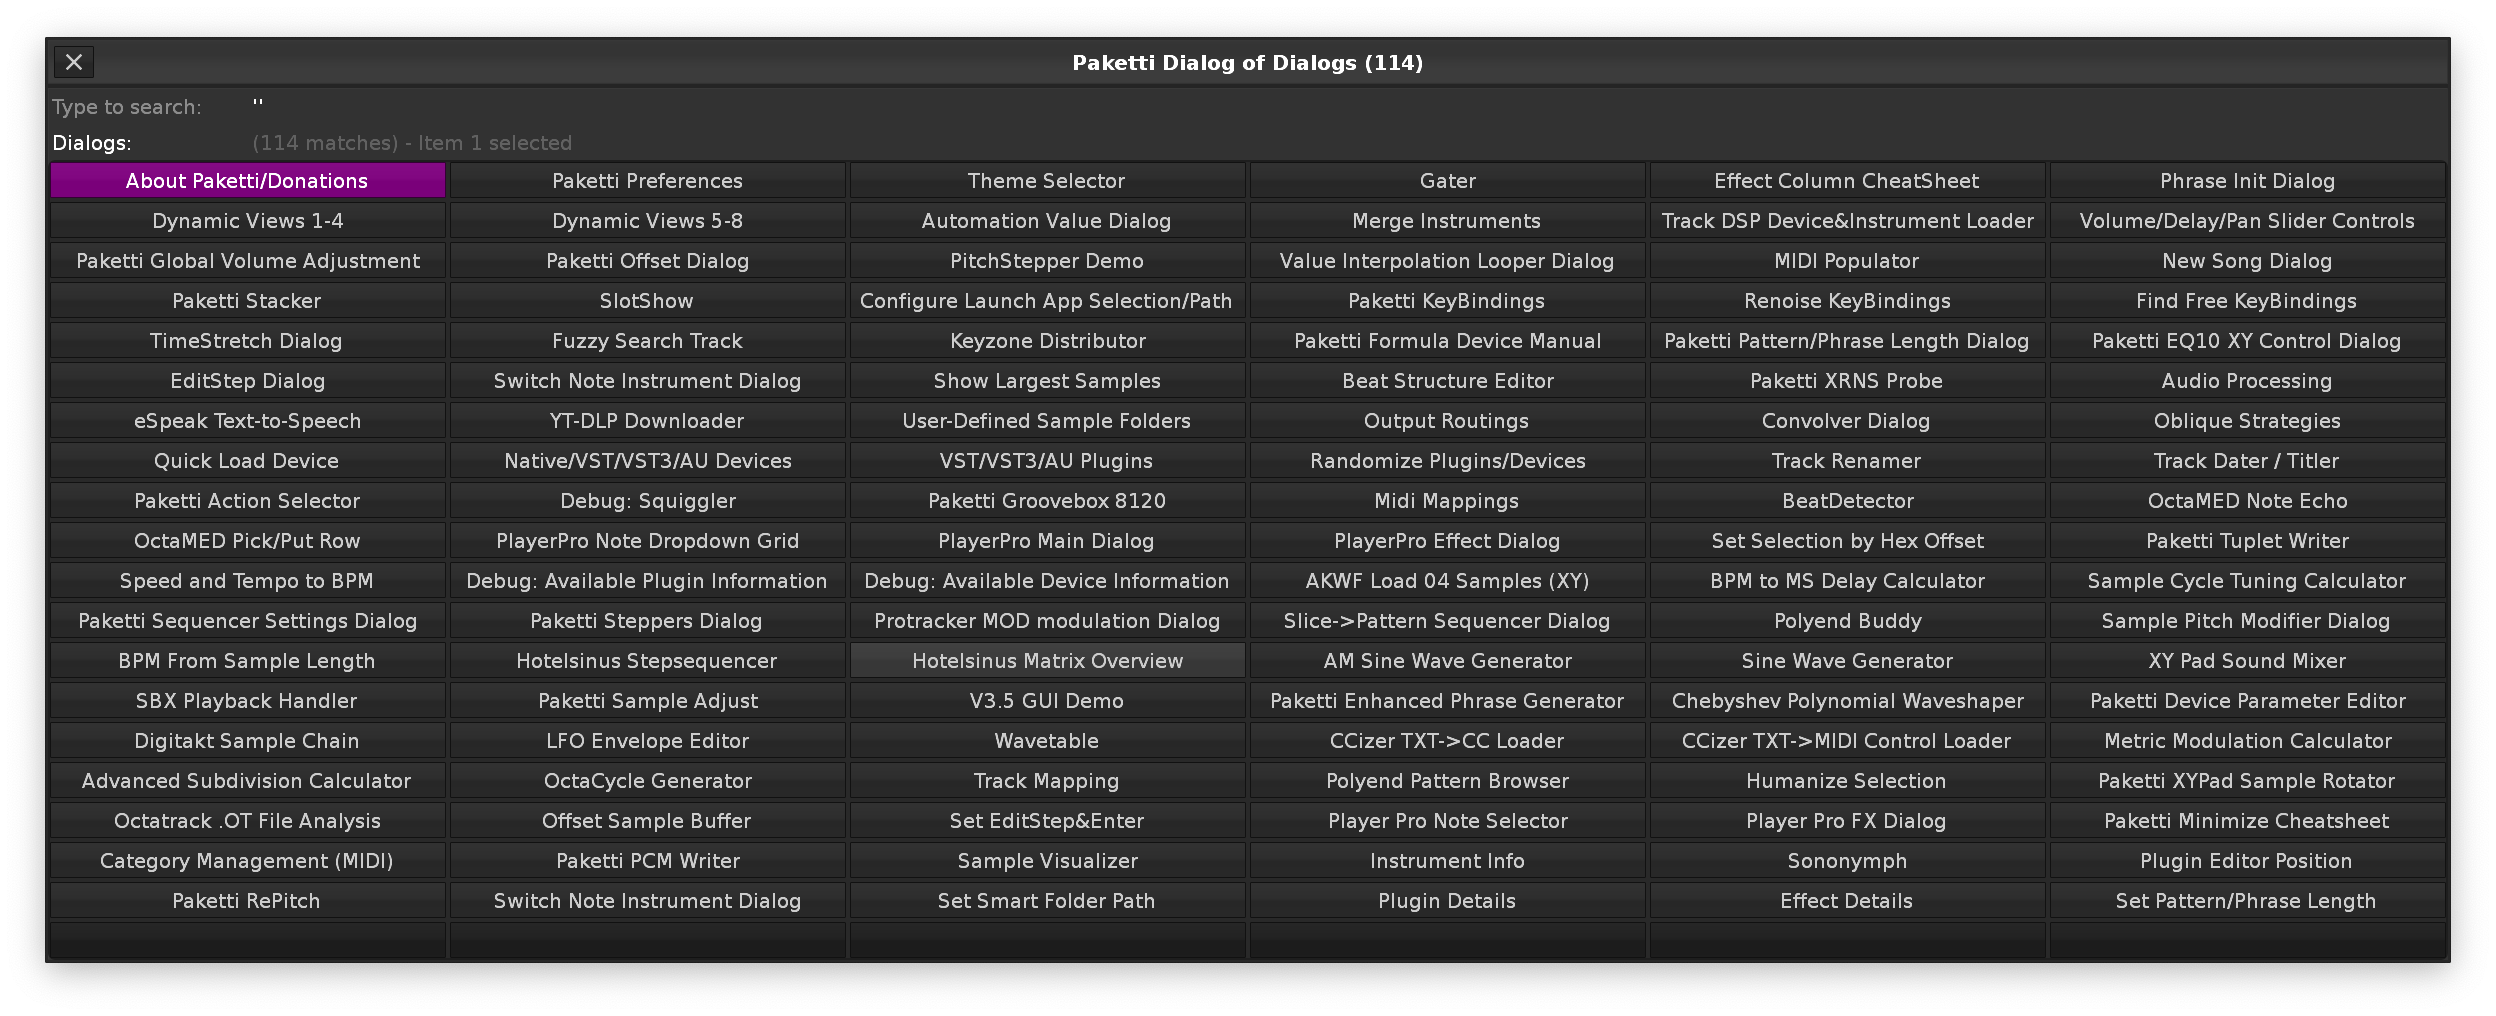 Paketti Dialog of Dialogs (114)
Type to search: ''
Dialogs: (114 matches) - Item 1 selected
About Paketti/Donations Paketti Preferences Theme Selector Gater Effect Column CheatSheet Phrase Init Dialog
Dynamic Views 1-4 Dynamic Views 5-8 Automation Value Dialog Merge Instruments Track DSP Device&Instrument Loader Volume/Delay/Pan Slider Controls
Paketti Global Volume Adjustment Paketti Offset Dialog PitchStepper Demo Value Interpolation Looper Dialog MIDI Populator New Song Dialog
Paketti Stacker SlotShow Configure Launch App Selection/Path Paketti KeyBindings Renoise KeyBindings Find Free KeyBindings
TimeStretch Dialog Fuzzy Search Track Keyzone Distributor Paketti Formula Device Manual Paketti Pattern/Phrase Length Dialog Paketti EQ10 XY Control Dialog
EditStep Dialog Switch Note Instrument Dialog Show Largest Samples Beat Structure Editor Paketti XRNS Probe Audio Processing
eSpeak Text-to-Speech YT-DLP Downloader User-Defined Sample Folders Output Routings Convolver Dialog Oblique Strategies
Quick Load Device Native/VST/VST3/AU Devices VST/VST3/AU Plugins Randomize Plugins/Devices Track Renamer Track Dater / Titler
Paketti Action Selector Debug: Squiggler Paketti Groovebox 8120 Midi Mappings BeatDetector OctaMED Note Echo
OctaMED Pick/Put Row PlayerPro Note Dropdown Grid PlayerPro Main Dialog PlayerPro Effect Dialog Set Selection by Hex Offset Paketti Tuplet Writer
Speed and Tempo to BPM Debug: Available Plugin Information Debug: Available Device Information AKWF Load 04 Samples (XY) BPM to MS Delay Calculator Sample Cycle Tuning Calculator
Paketti Sequencer Settings Dialog Paketti Steppers Dialog Protracker MOD modulation Dialog Slice->Pattern Sequencer Dialog Polyend Buddy Sample Pitch Modifier Dialog
BPM From Sample Length Hotelsinus Stepsequencer Hotelsinus Matrix Overview AM Sine Wave Generator Sine Wave Generator XY Pad Sound Mixer
SBX Playback Handler Paketti Sample Adjust V3.5 GUI Demo Paketti Enhanced Phrase Generator Chebyshev Polynomial Waveshaper Paketti Device Parameter Editor
Digitakt Sample Chain LFO Envelope Editor Wavetable CCizer TXT->CC Loader CCizer TXT->MIDI Control Loader Metric Modulation Calculator
Advanced Subdivision Calculator OctaCycle Generator Track Mapping Polyend Pattern Browser Humanize Selection Paketti XYPad Sample Rotator
Octatrack .OT File Analysis Offset Sample Buffer Set EditStep&Enter Player Pro Note Selector Player Pro FX Dialog Paketti Minimize Cheatsheet
Category Management (MIDI) Paketti PCM Writer Sample Visualizer Instrument Info Sononymph Plugin Editor Position
Paketti RePitch Switch Note Instrument Dialog Set Smart Folder Path Plugin Details Effect Details Set Pattern/Phrase Length